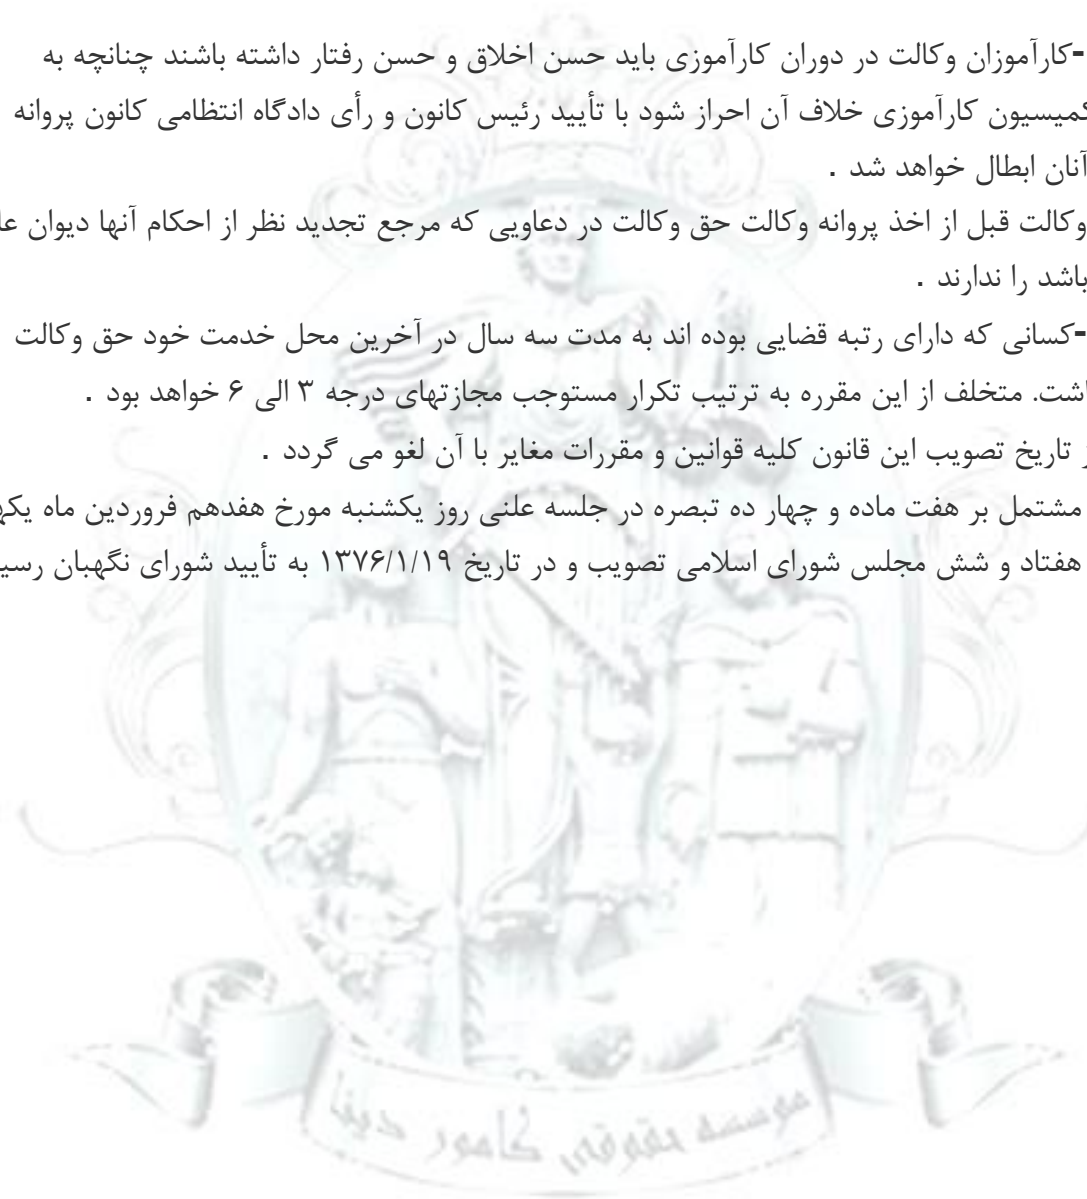 -کارآموزان وکالت در دوران کارآموزی باید حسن اخلاق و حسن رفتار داشته باشند چنانچه به
کمیسیون کارآموزی خلاف آن احراز شود با تأیید رئیس کانون و رأی دادگاه انتظامی کانون پروانه
آنان ابطال خواهد شد .
وکالت قبل از اخذ پروانه وکالت حق وکالت در دعاویی که مرجع تجدید نظر از احکام آنها دیوان
باشد را ندارند .
-کسانی که دارای رتبه قضایی بوده اند به مدت سه سال در آخرین محل خدمت خود حق وکالت
متخلف از این مقرره به ترتیب تکرار مستوجب مجازتهای درجه ۳ الی ۶ خواهد بود .
تاریخ تصویب این قانون کلیه قوانین و مقررات مغایر با آن لغو می گردد .
مشتمل بر هفت ماده و چهار ده تبصره در جلسه علنی روز یکشنبه مورخ هفدهم فروردین ماه
هفتاد و شش مجلس شورای اسلامی تصویب و در تاریخ ۱۳۷۶/۱/۱۹ به تأیید شورای نگهبان
موسسه حقوقی کامور دینا